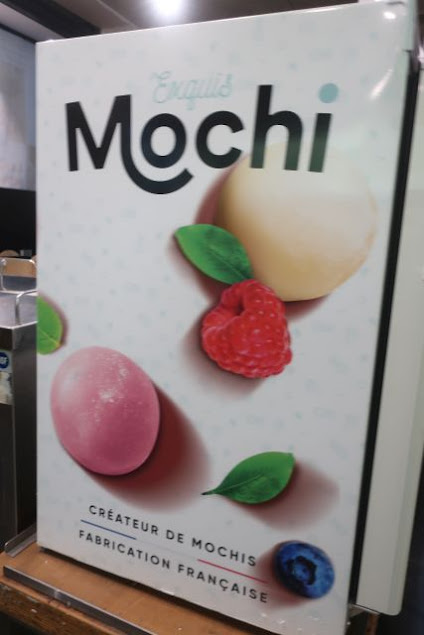 Exquis
Mochi
CRÉATEUR DE MOCHIS
FABRICATION FRANÇAISE